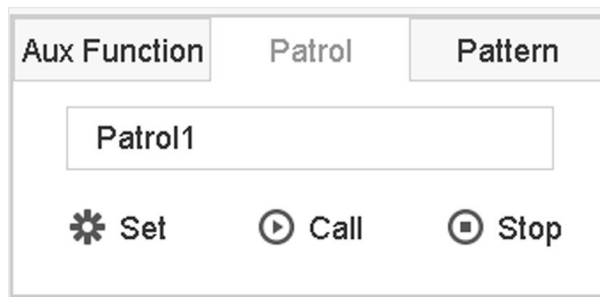 Aux Function Patrol Pattern
Patrol1
Set Call Stop